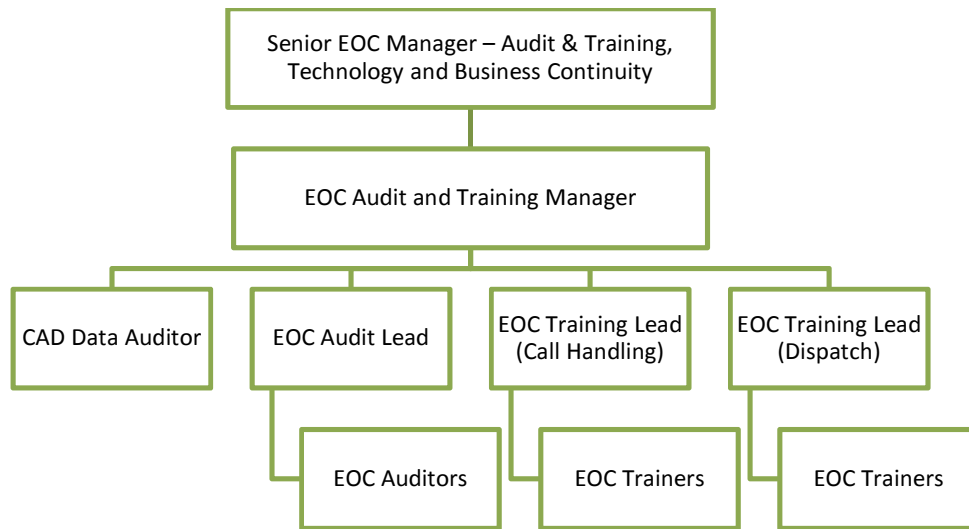 Senior EOC Manager – Audit & Training,
Technology and Business Continuity
EOC Audit and Training Manager
CAD Data Auditor
EOC Audit Lead
EOC Training Lead
(Call Handling)
EOC Training Lead
(Dispatch)
EOC Auditors
EOC Trainers
EOC Trainers